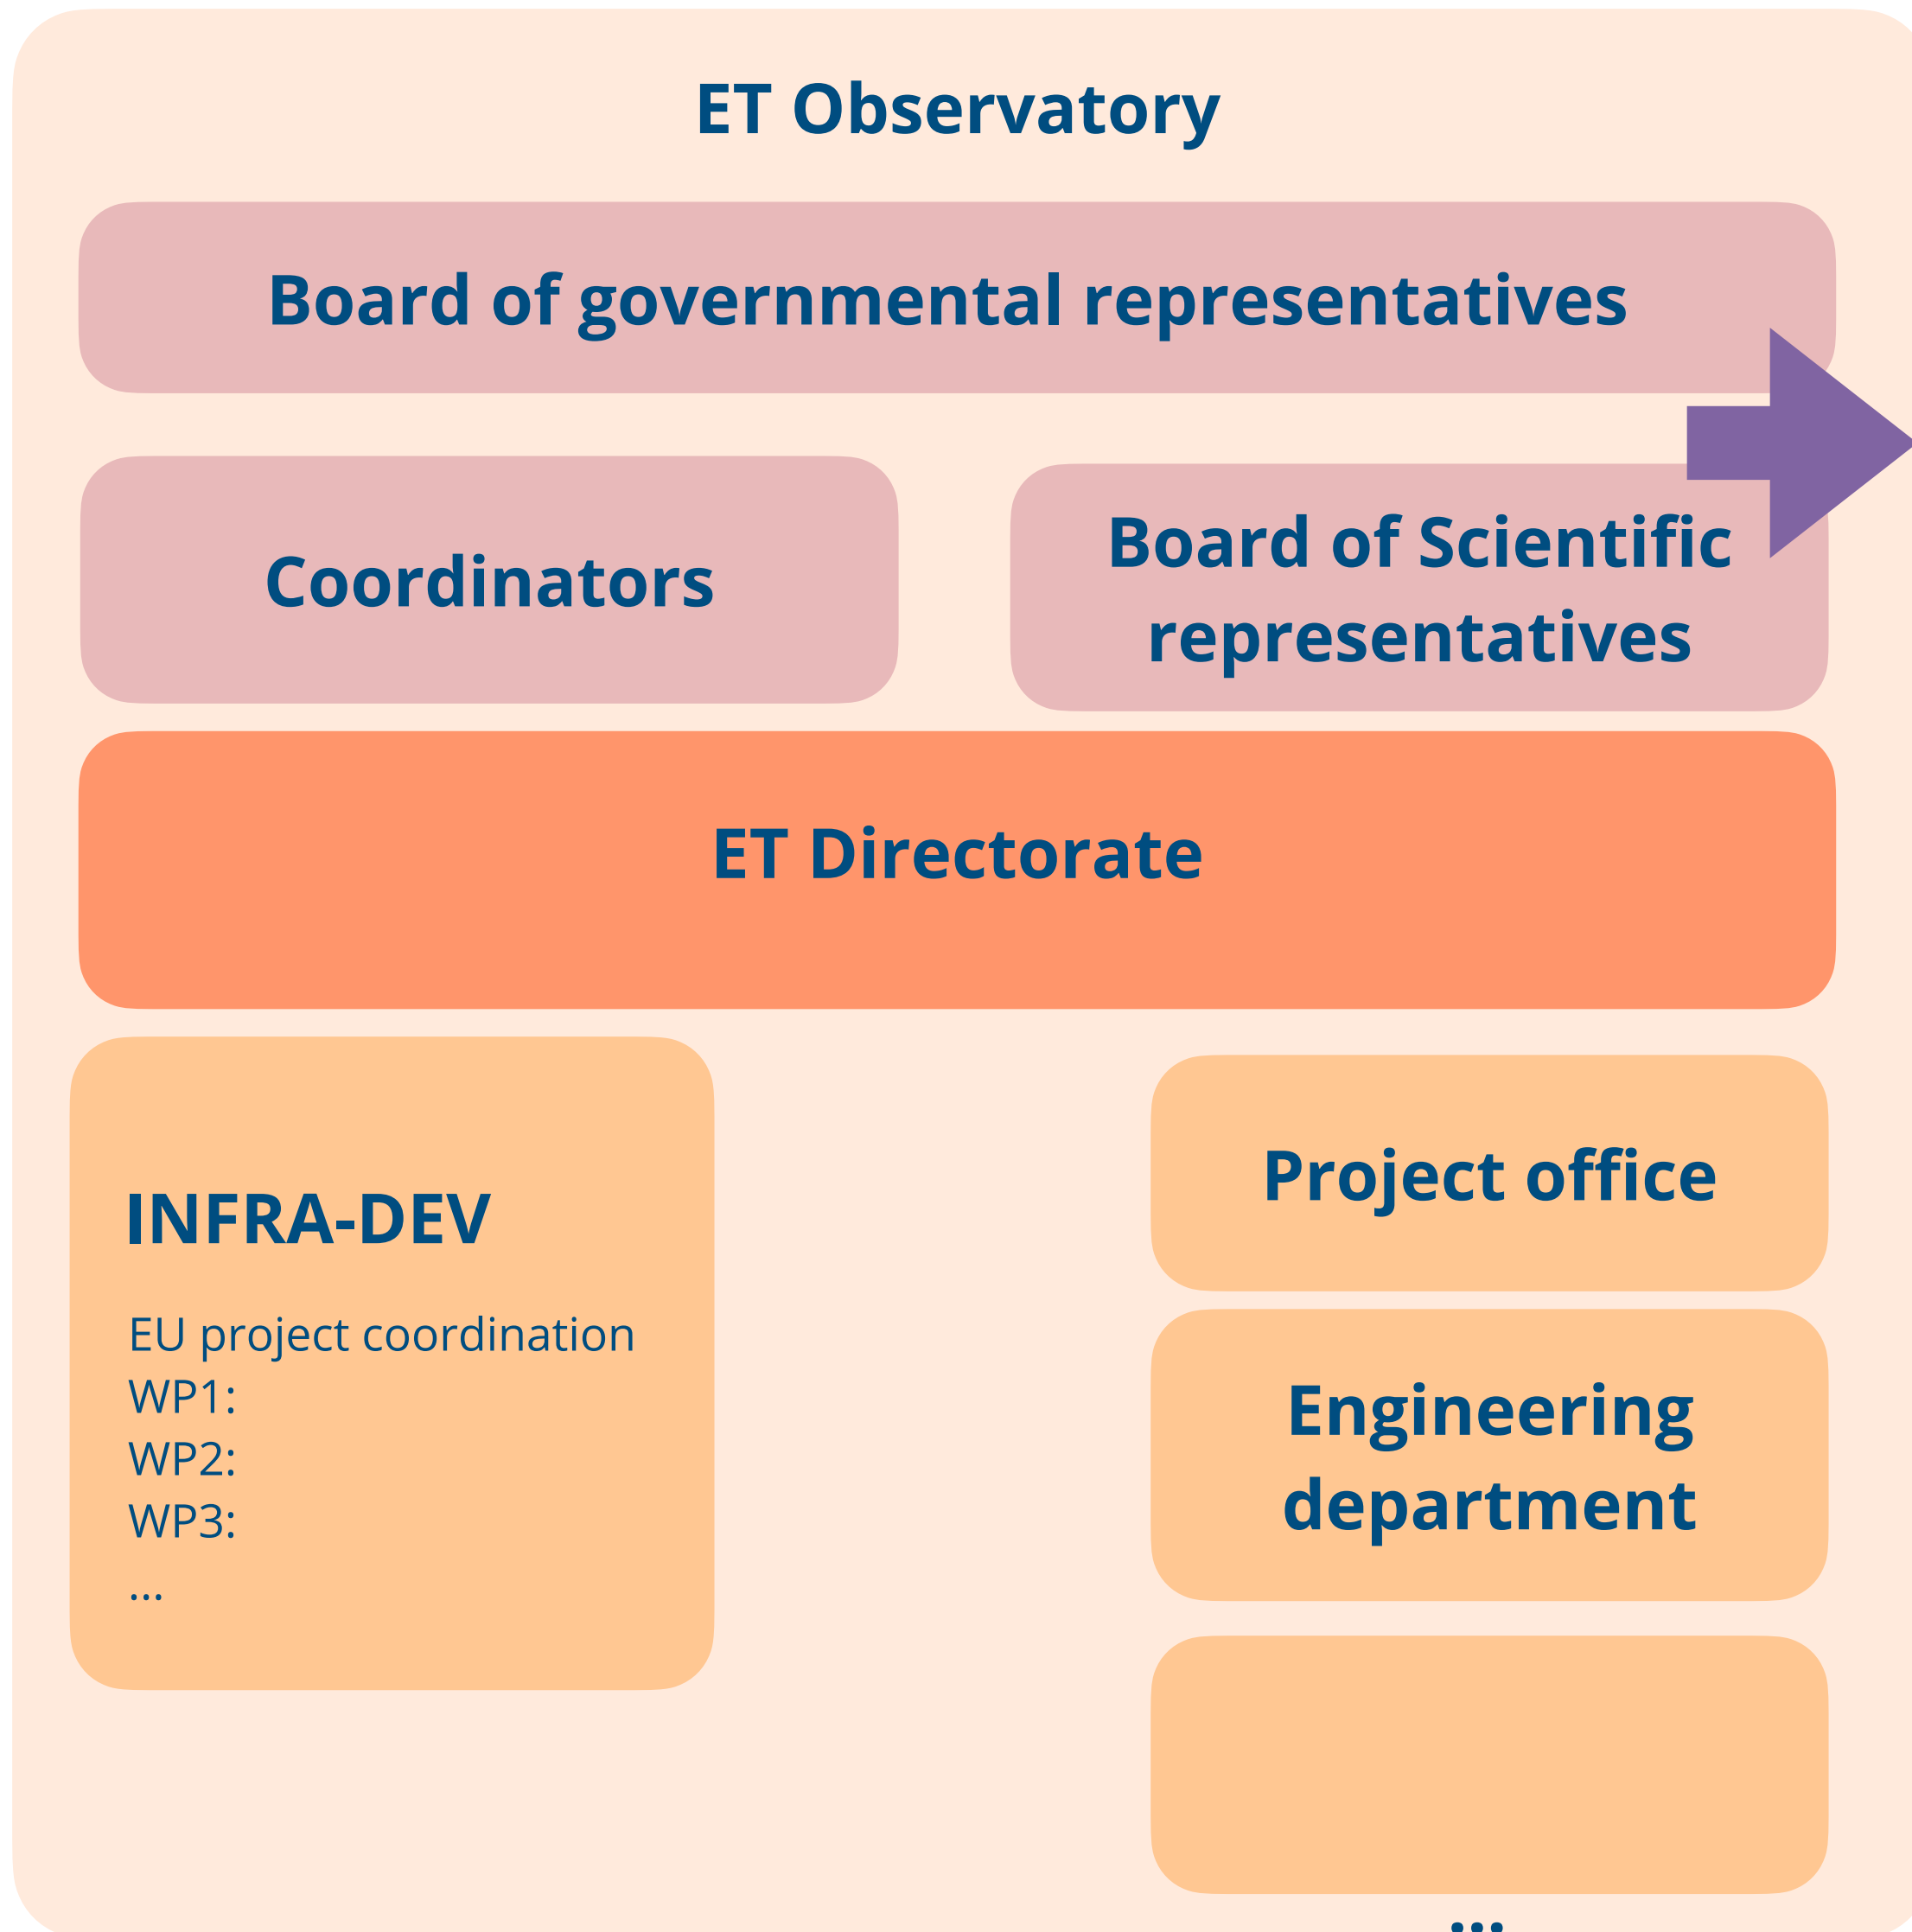 ET Observatory
Board of governmental representatives
Coordinators
Board of Scientific
representatives
ET Directorate
INFRA-DEV
EU project coordination
WP1:
WP2:
WP3:
...
Project office
Engineering
department
...